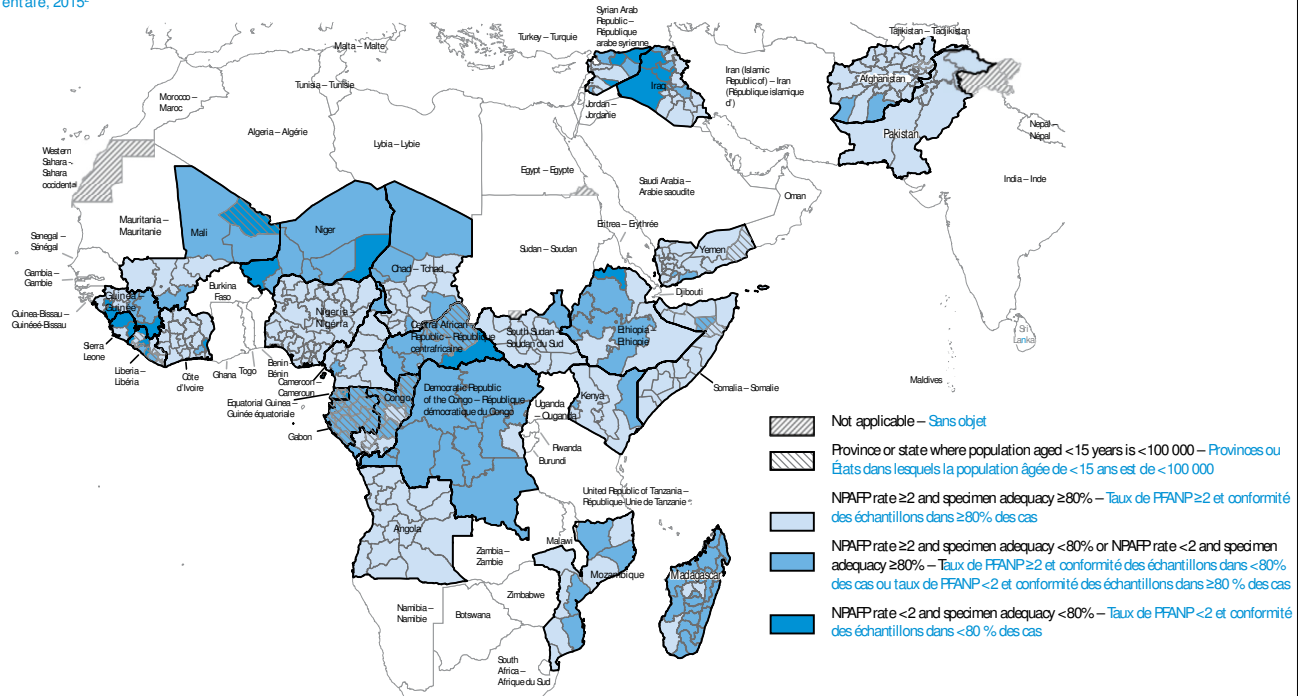 entale, 2015²
Syrian Arab
Republic –
République
arabe syrienne
Turkey – Turquie
Malta – Malte
Tunisia – Tunisie
Morocco –
Maroc
Algeria – Algérie
Lybia – Lybie
Egypt – Egypte
Jordan –
Jordanie
Iraq
Iran (Islamic
Republic of) – Iran
(République islamique
d')
Tajikistan – Tadjikistan
Afghanistan
Pakistan
Nepal –
Népal
India – Inde
Western
Sahara –
Sahara
occidental
Saudi Arabia –
Arabie saoudite
Oman
Mauritania –
Mauritanie
Mali
Niger
Chad – Tchad
Sudan – Soudan
Eritrea – Erythrée
Yemen
Djibouti
Senegal –
Sénégal
Gambia –
Gambie
Guinea-Bissau –
Guinéeé-Bissau
Guinea –
Guinée
Burkina
Faso
Nigeria –
Nigéria
Central African
Republic – République
centrafricaine
South Sudan –
Soudan du Sud
Ethiopia –
Ethiopie
Sri
Lanka
Sierra
Leone
Liberia –
Libéria
Côte
d'Ivoire
Ghana
Togo
Benin –
Bénin
Cameroon –
Cameroun
Equatorial Guinea –
Guinée équatoriale
Gabon
Congo
Democratic Republic
of the Congo – République
démocratique du Congo
Uganda
– Ouganda
Kenya
Somalia – Somalie
Maldives
Rwanda
Burundi
United Republic of Tanzania –
République-Unie de Tanzanie
Angola
Zambia –
Zambie
Malawi
Mozambique
Madagascar
Zimbabwe
Namibia –
Namibie
Botswana
South
Africa –
Afrique du Sud
Not applicable – Sans objet
Province or state where population aged <15 years is <100 000 – Provinces ou
États dans lesquels la population âgée de <15 ans est de <100 000
NPAFP rate ≥2 and specimen adequacy ≥80% – Taux de PFANP ≥2 et conformité
des échantillons dans ≥80% des cas
NPAFP rate ≥2 and specimen adequacy <80% or NPAFP rate <2 and specimen
adequacy ≥80% – Taux de PFANP ≥2 et conformité des échantillons dans <80%
des cas ou taux de PFANP <2 et conformité des échantillons dans ≥80 % des cas
NPAFP rate <2 and specimen adequacy <80% – Taux de PFANP <2 et conformité
des échantillons dans <80 % des cas